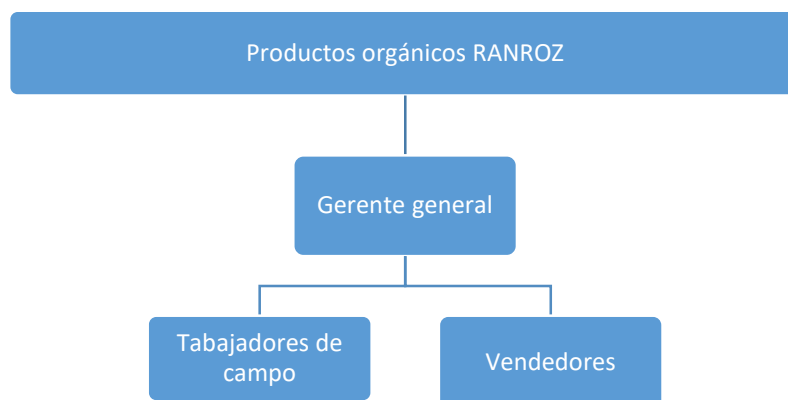 Productos orgánicos RANROZ
Gerente general
Tabajadores de
campo
Vendedores